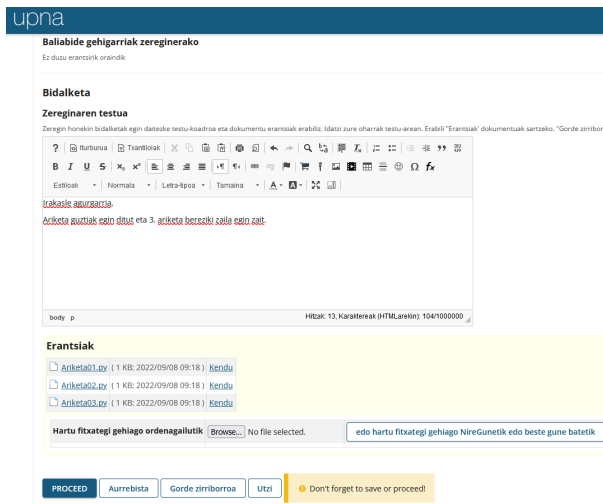 upna
Baliabide gehigarriak zereginerako
Ez duzu erantsirik oraindik
Bidalketa
Zereginaren testua
Zeregin honekin bidalketak egin daitezke testu-koadroa eta dokumentu erantsiak erabiliz. Idatzi zure oharrak testu-arean. Erabili "Erantsiak' dokumentuak sartzeko. "Gorde zirribor
? Iturburua Txantiloiak
B I U S x₂ x²
Estiloak Normala Letra-tipoa Tamaina A A
Irakasle agurgarria,
Ariketa guztiak egin ditut eta 3. ariketa bereziki zaila egin zait.
body p Hitzak: 13, Karaktereak (HTMLarekin): 104/1000000
Erantsiak
Ariketa01.py ( 1 KB; 2022/09/08 09:18 ) Kendu
Ariketa02.py ( 1 KB; 2022/09/08 09:18 ) Kendu
Ariketa03.py ( 1 KB; 2022/09/08 09:18 ) Kendu
Hartu fitxategi gehiago ordenagailutik Browse... No file selected. edo hartu fitxategi gehiago NireGunetik edo beste gune batetik
PROCEED Aurrebista Gorde zirriborroa Utzi Don't forget to save or proceed!